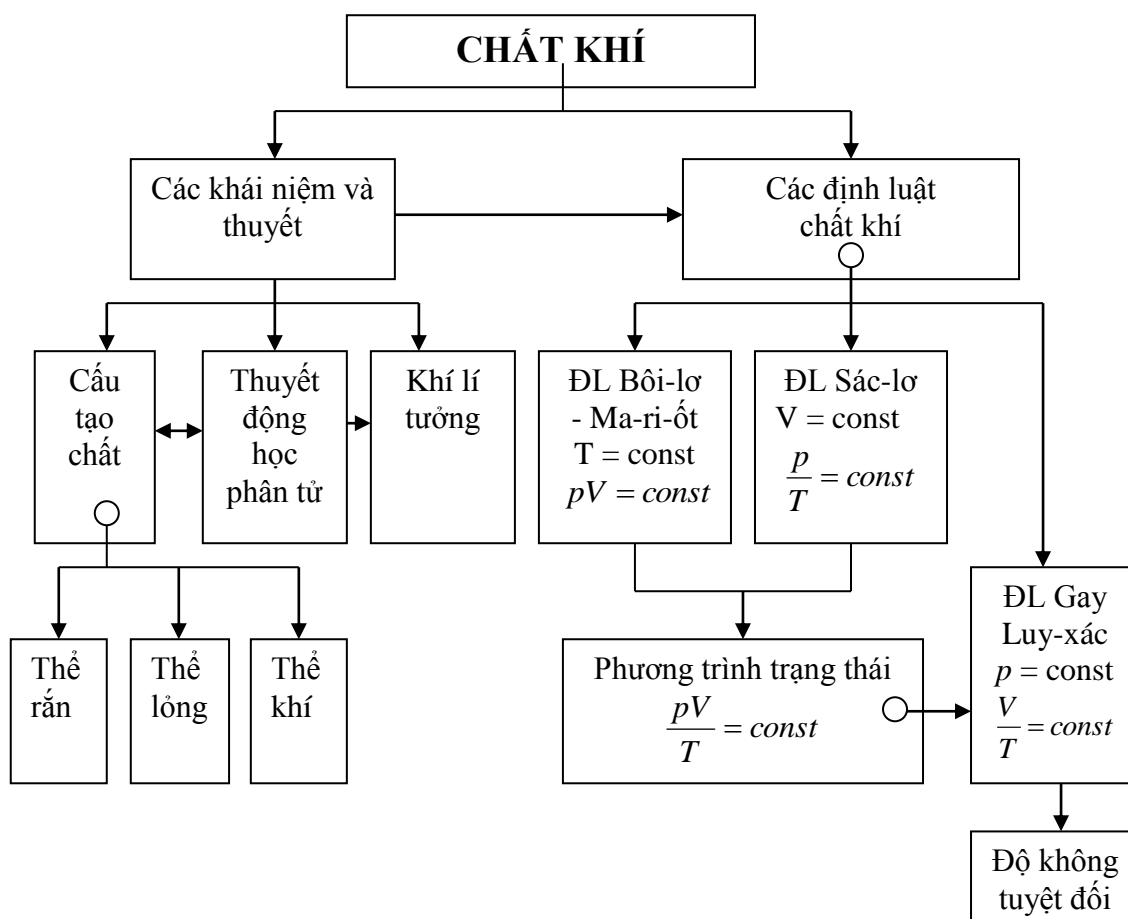 CHẤT KHÍ
Các khái niệm và
thuyết
Các định luật
chất khí
Cấu
tạo
chất
Thuyết
động
học
phân tử
Khí lí
tưởng
ĐL Bôi-lơ
- Ma-ri-ốt
T = const
pV = const
ĐL Sác-lơ
V = const
p/T = const
Thể
rắn
Thể
lỏng
Thể
khí
Phương trình trạng thái
pV/T = const
ĐL Gay
Luy-xác
p = const
V/T = const
Độ không
tuyệt đối